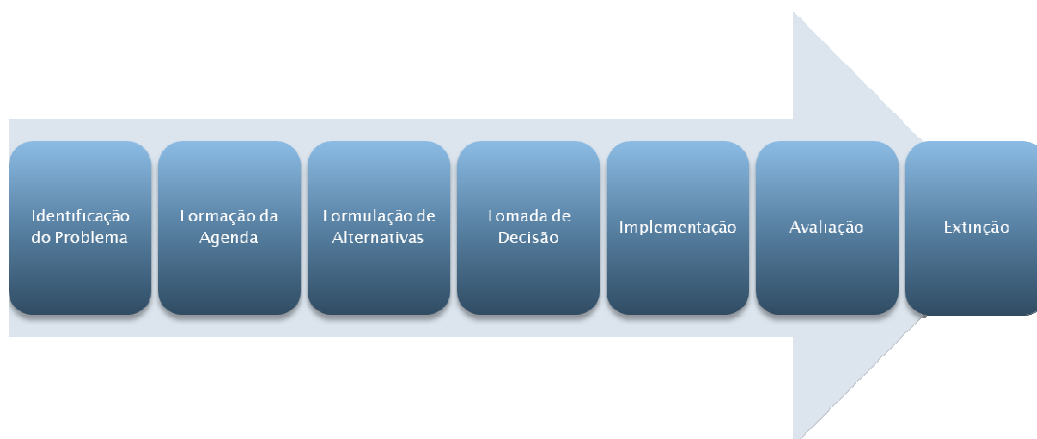 Identificação
do Problema
Formação da
Agenda
Formulação de
Alternativas
Tomada de
Decisão
Implementação
Avaliação
Extinção